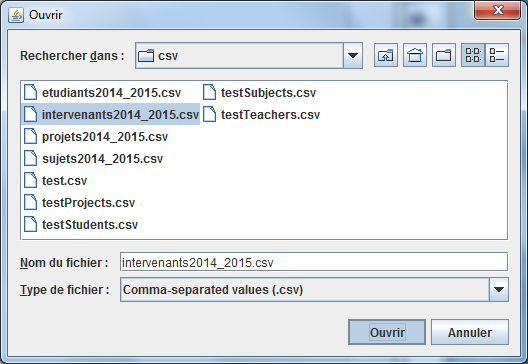 Ouvrir
Rechercher dans : csv
etudiants2014_2015.csv testSubjects.csv
intervenants2014_2015.csv testTeachers.csv
projets2014_2015.csv
sujets2014_2015.csv
test.csv
testProjects.csv
testStudents.csv
Nom du fichier : intervenants2014_2015.csv
Type de fichier : Comma-separated values (.csv)
Ouvrir Annuler